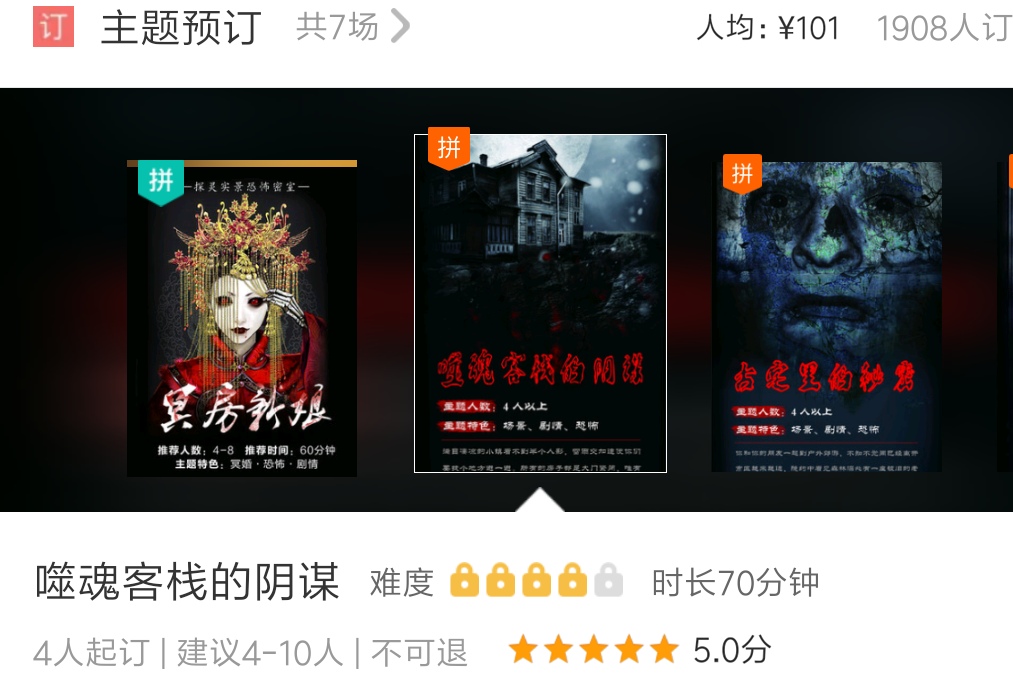 订 主题预订 共7场 人均: ¥101 1908人订
拼
—探灵实景恐怖密室—
冥房新娘
推荐人数: 4-8 推荐时间: 60分钟
主题特色: 冥婚·恐怖·剧情
拼
噬魂客栈的阴谋
主题人数: 4人以上
主题特色: 场景、剧情、恐怖
拼
古宅里的秘密
主题人数: 4人以上
主题特色: 场景、剧情、恐怖
噬魂客栈的阴谋 难度 时长70分钟
4人起订 | 建议4-10人 | 不可退 5.0分